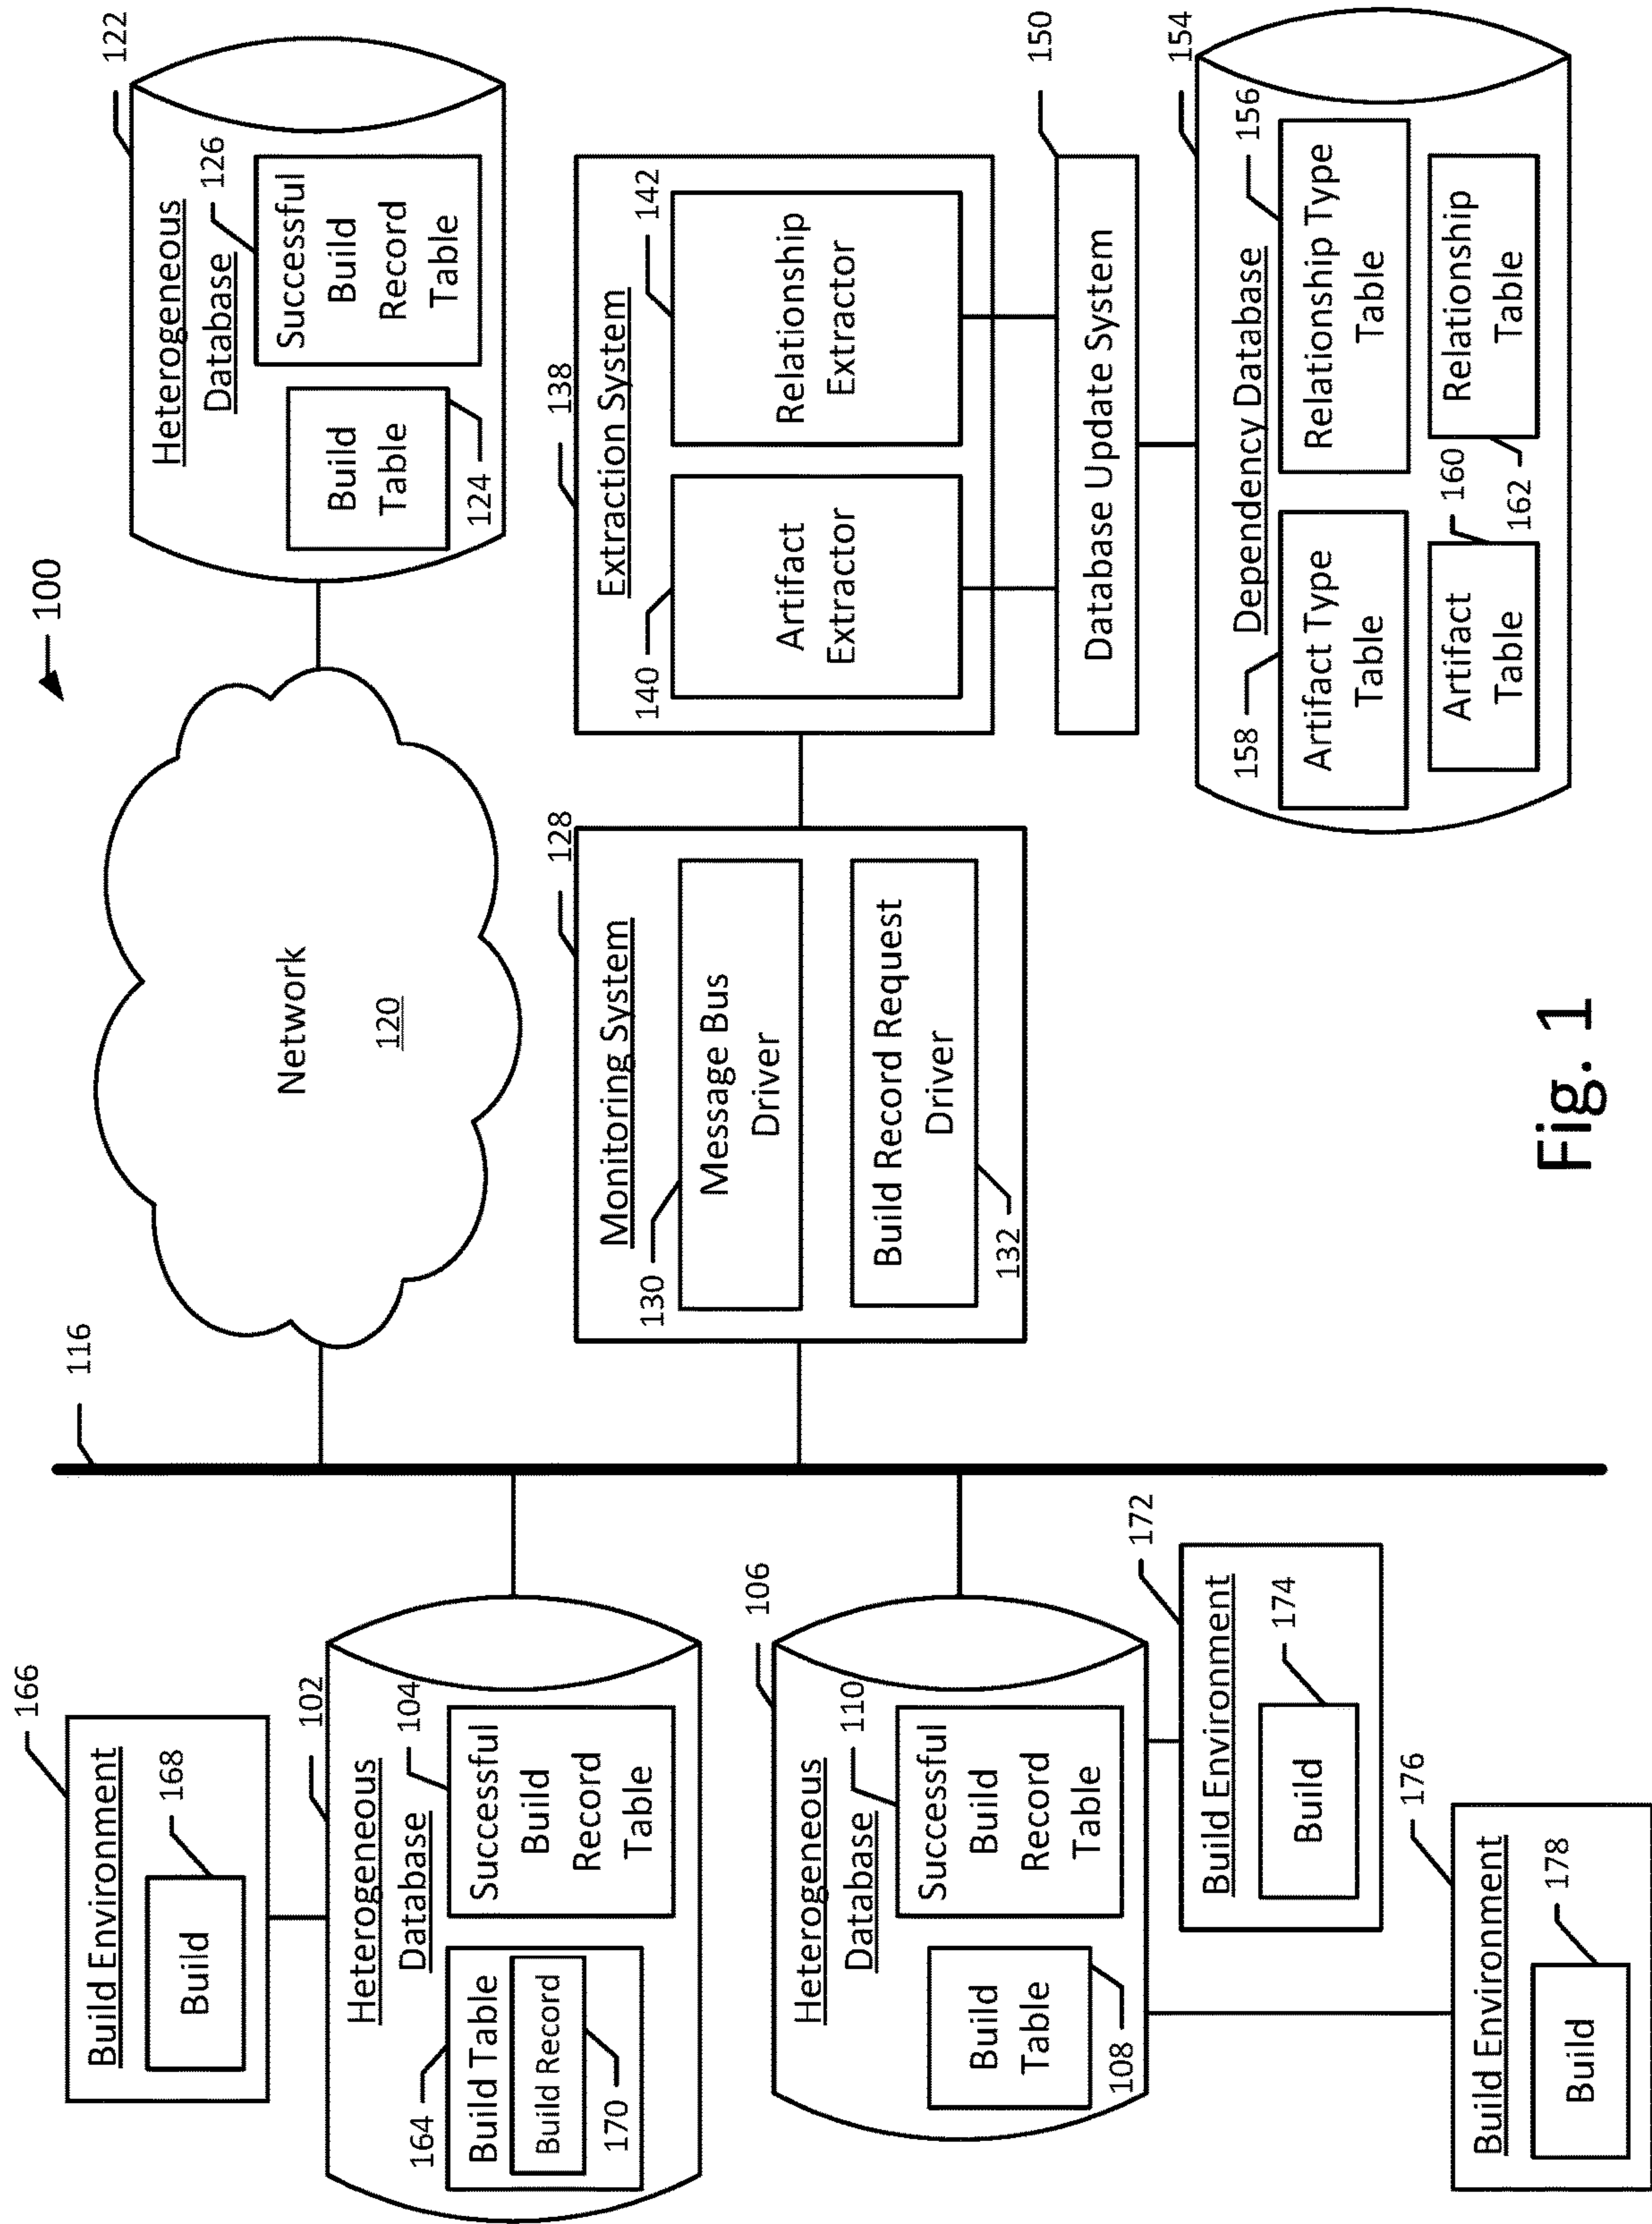 100
166
Build Environment
168
Build
102
Heterogeneous
Database
104
Successful
Build
Record
Table
164
Build Table
Build Record
170
106
Heterogeneous
Database
110
Successful
Build
Record
Table
Build
Table
108
172
Build Environment
174
Build
176
Build Environment
178
Build
116
Network
120
122
Heterogeneous
Database
126
Successful
Build
Record
Table
Build
Table
124
128
Monitoring System
130
Message Bus
Driver
Build Record Request
Driver
132
138
Extraction System
140
Artifact
Extractor
142
Relationship
Extractor
150
Database Update System
154
Dependency Database
158
Artifact Type
Table
156
Relationship Type
Table
160
Artifact
Table
162
Relationship
Table
Fig. 1